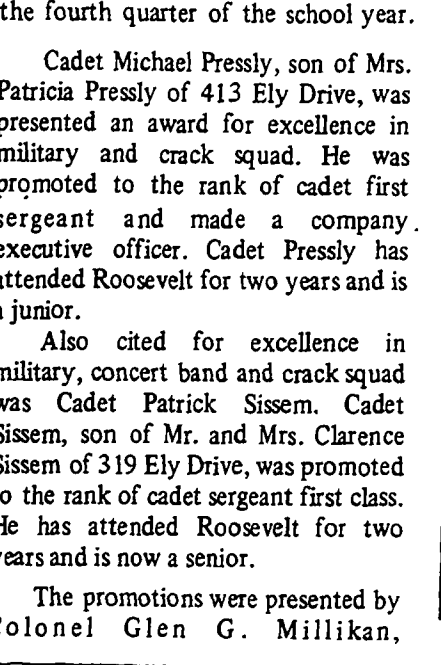 the fourth quarter of the school year.
Cadet Michael Pressly, son of Mrs.
Patricia Pressly of 413 Ely Drive, was
presented an award for excellence in
military and crack squad. He was
promoted to the rank of cadet first
sergeant and made a company
executive officer. Cadet Pressly has
attended Roosevelt for two years and is
a junior.
Also cited for excellence in
military, concert band and crack squad
was Cadet Patrick Sissem. Cadet
Sissem, son of Mr. and Mrs. Clarence
Sissem of 319 Ely Drive, was promoted
to the rank of cadet sergeant first class.
He has attended Roosevelt for two
years and is now a senior.
The promotions were presented by
Colonel Glen G. Millikan,